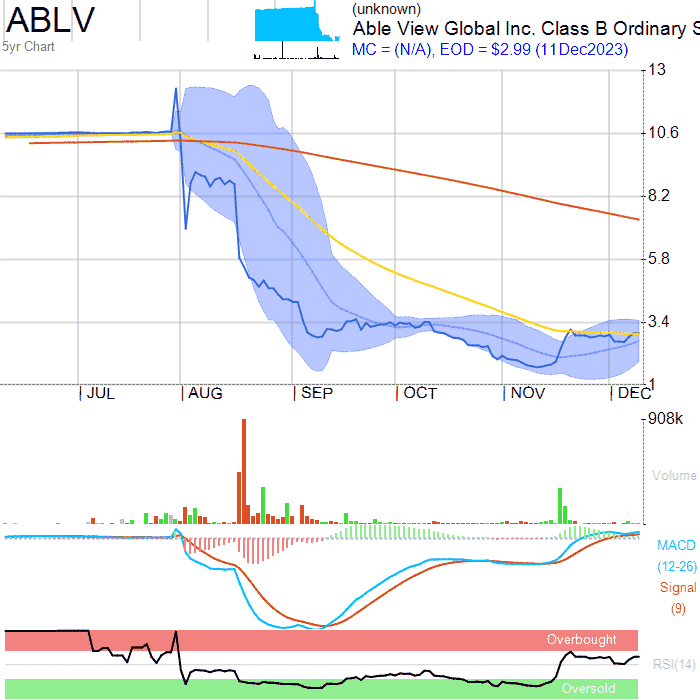 ABLV
5yr Chart
(unknown)
Able View Global Inc. Class B Ordinary S
MC = (N/A), EOD = $2.99 (11Dec2023)
13
10.6
8.2
5.8
3.4
1
JUL AUG SEP OCT NOV DEC
908k
Volume
MACD
(12-26)
Signal
(9)
Overbought
RSI(14)
Oversold